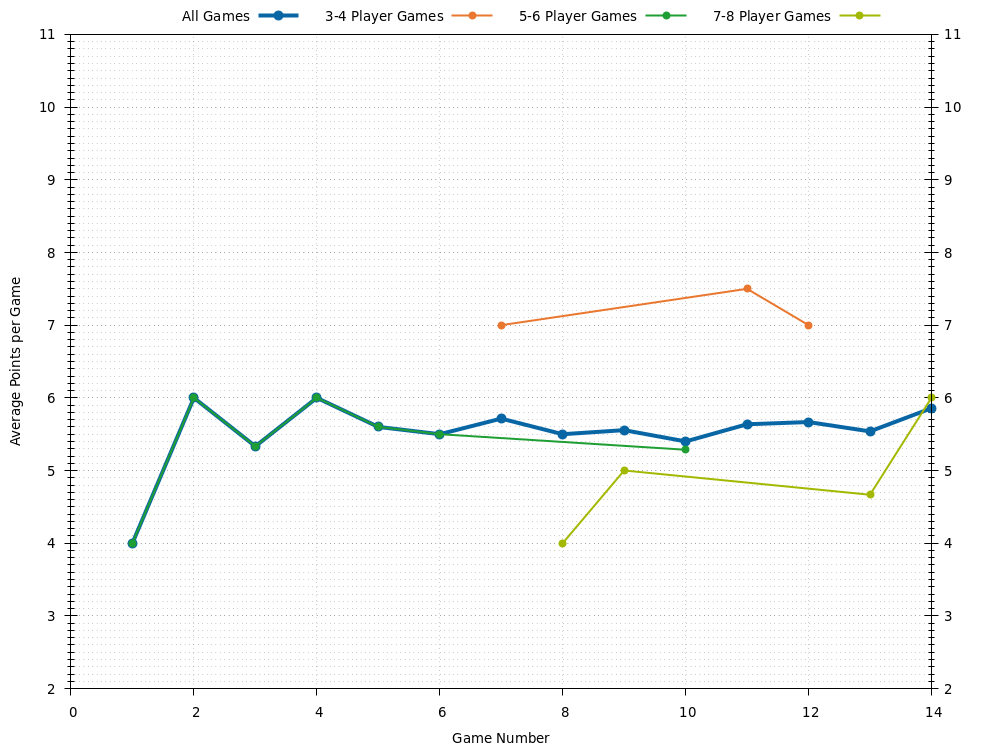 All Games 3-4 Player Games 5-6 Player Games 7-8 Player Games
11 11
10 10
9 9
8 8
7 7
6 6
5 5
4 4
3 3
2 2
0 2 4 6 8 10 12 14
Average Points per Game
Game Number